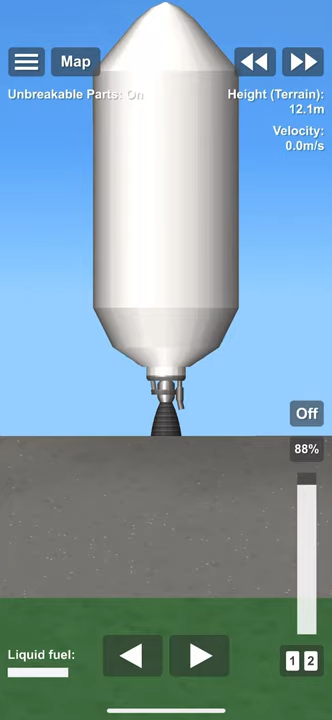 Map
Unbreakable Parts: On
Height (Terrain):
12.1m
Velocity:
0.0m/s
Off
88%
Liquid fuel:
1 2